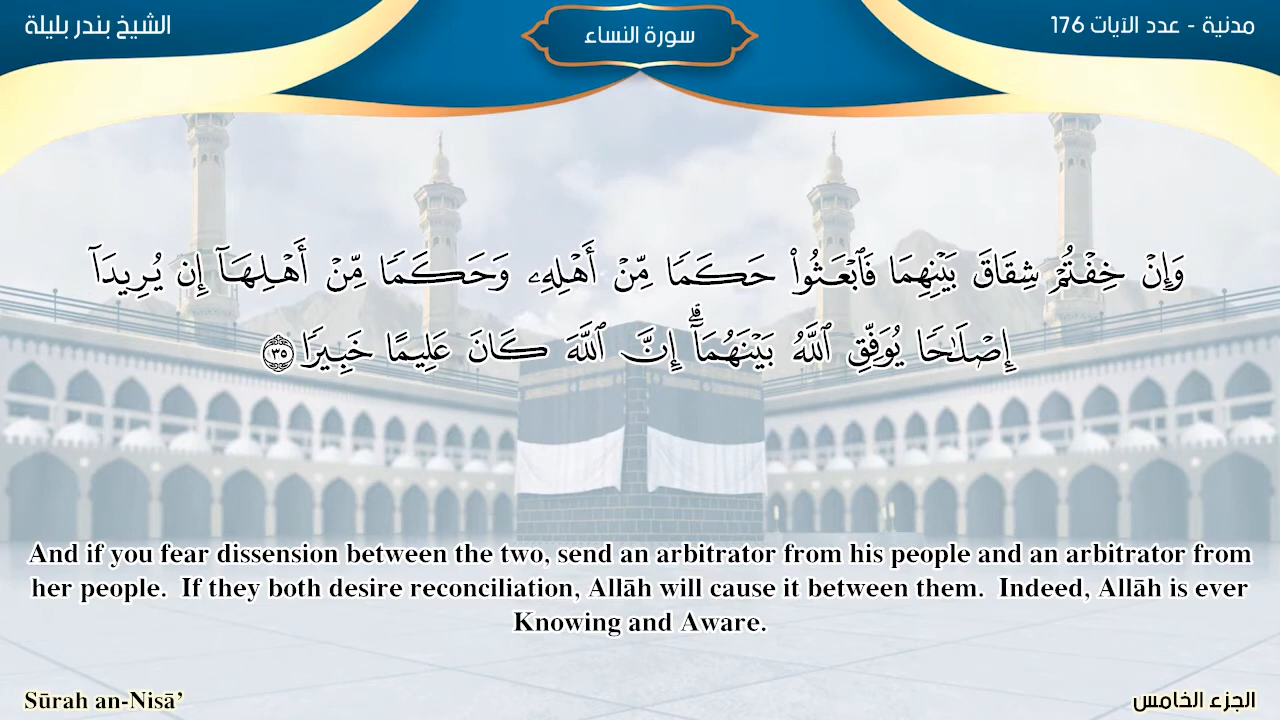 مدنية - عدد الآيات 176
سورة النساء
الشيخ بندر بليلة
وَإِنْ خِفْتُمْ شِقَاقَ بَيْنِهِمَا فَٱبْعَثُوا۟ حَكَمًا مِّنْ أَهْلِهِۦ وَحَكَمًا مِّنْ أَهْلِهَآ إِن يُرِيدَآ
إِصْلَـٰحًا يُوَفِّقِ ٱللَّهُ بَيْنَهُمَآ ۗ إِنَّ ٱللَّهَ كَانَ عَلِيمًا خَبِيرًا ٣٥
And if you fear dissension between the two, send an arbitrator from his people and an arbitrator from
her people.  If they both desire reconciliation, Allāh will cause it between them.  Indeed, Allāh is ever
Knowing and Aware.
Sūrah an-Nisā’
الجزء الخامس